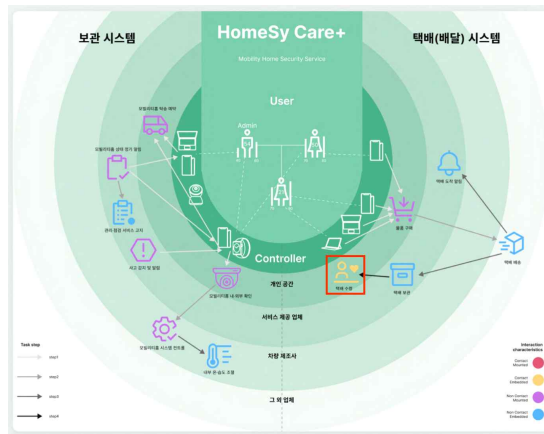 보관 시스템
HomeSy Care+
택배(배달) 시스템
Mobility Home Security Service
User
Admin
모빌리티홈 탁송 예약
모빌리티홈 상태 정기 알림
관리 점검 서비스 고지
사고 감지 및 알림
택배 도착 알림
물품 구매
택배 배송
Controller
개인 공간
택배 수령
택배 보관
모빌리티홈 내·외부 확인
서비스 제공 업체
모빌리티홈 시스템 컨트롤
차량 제조사
내부 온·습도 조절
그 외 업체
Task step
step1
step2
step3
step4
Interaction
characteristics
Contact
Mounted
Contact
Embedded
Non Contact
Mounted
Non Contact
Embedded